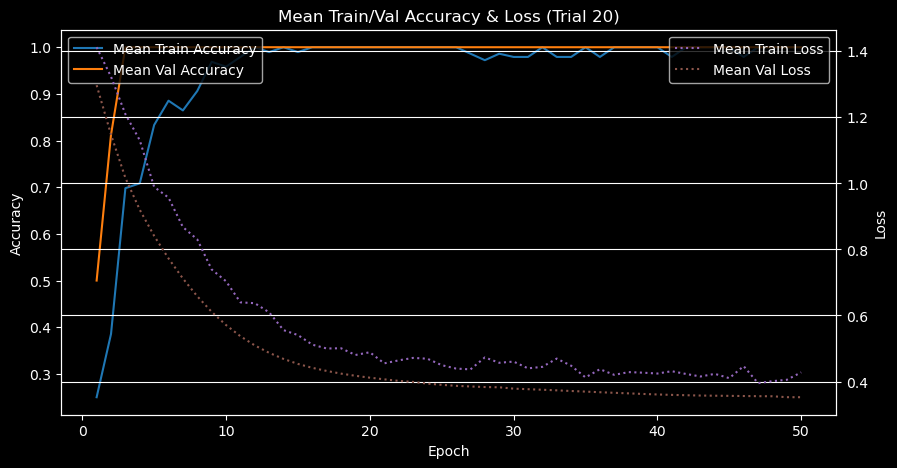 Mean Train/Val Accuracy & Loss (Trial 20)
Mean Train Accuracy
Mean Val Accuracy
Mean Train Loss
Mean Val Loss
Accuracy
1.0
0.9
0.8
0.7
0.6
0.5
0.4
0.3
1.4
1.2
1.0
0.8
0.6
0.4
Loss
0 10 20 30 40 50
Epoch